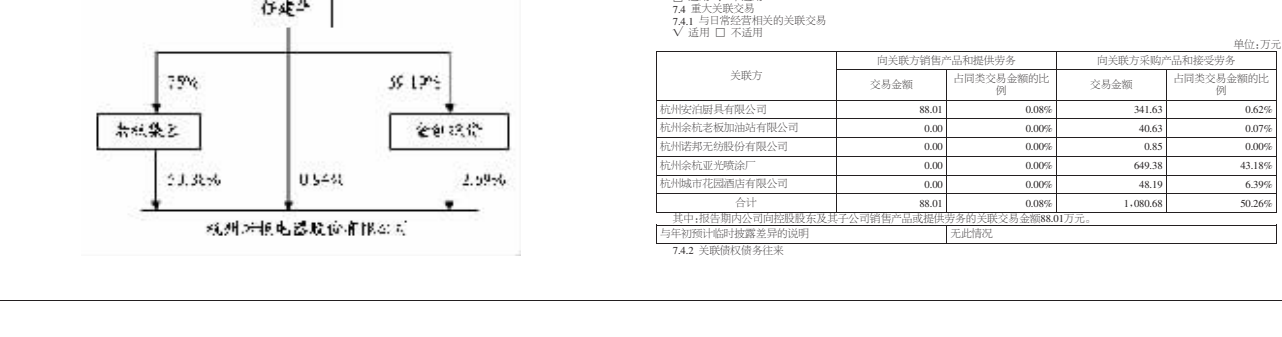 75%
0.54%
2.59%
杭州老板电器股份有限公司
7.4 重大关联交易
7.4.1 与日常经营相关的关联交易
√ 适用 □ 不适用
单位:万元
关联方 向关联方销售产品和提供劳务 向关联方采购产品和接受劳务
交易金额 占同类交易金额的比例 交易金额 占同类交易金额的比例
杭州安泊厨具有限公司 88.01 0.08% 341.63 0.62%
杭州余杭老板加油站有限公司 0.00 0.00% 40.63 0.07%
杭州诺邦无纺股份有限公司 0.00 0.00% 0.85 0.00%
杭州余杭亚光喷涂厂 0.00 0.00% 649.38 43.18%
杭州城市花园酒店有限公司 0.00 0.00% 48.19 6.39%
合计 88.01 0.08% 1,080.68 50.26%
其中:报告期内公司向控股股东及其子公司销售产品或提供劳务的关联交易金额88.01万元。
与年初预计临时披露差异的说明 无此情况
7.4.2 关联债权债务往来